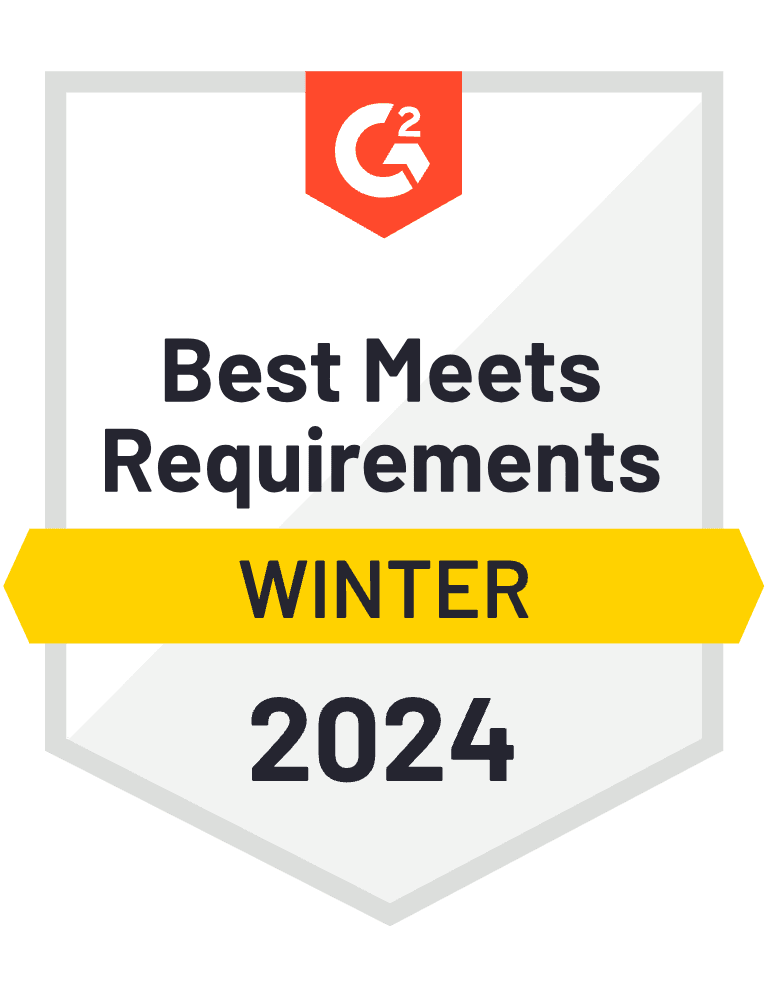 G2
Best Meets
Requirements
WINTER
2024